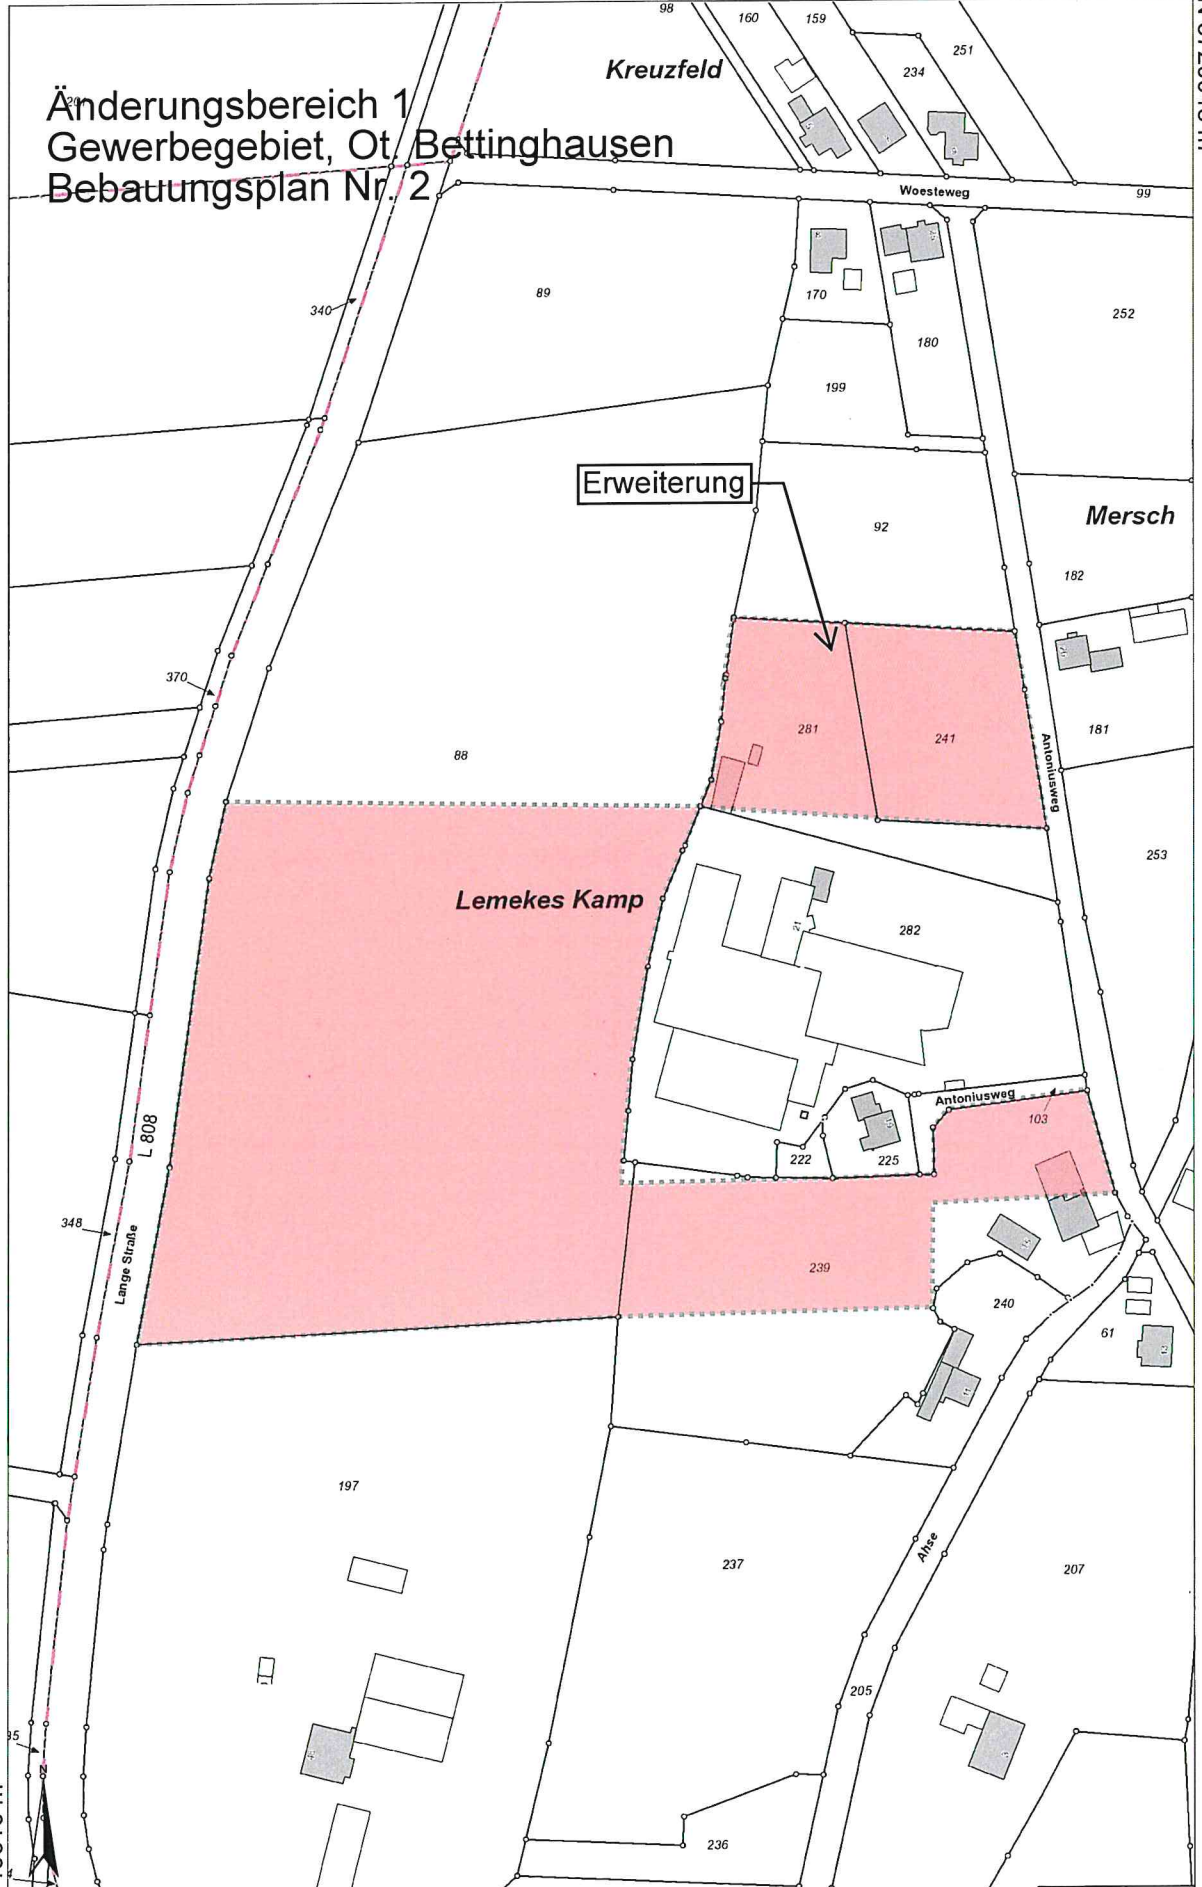 98
160
159
251
234
Kreuzfeld
Änderungsbereich 1
Gewerbegebiet, Ot. Bettinghausen
Bebauungsplan Nr. 2
Woesteweg
99
340
89
170
180
252
199
Erweiterung
92
Mersch
182
370
281
241
181
88
Antoniusweg
253
Lemekes Kamp
21
282
Antoniusweg
103
222
225
L 808
348
Lange Straße
239
240
61
197
237
Ahse
207
205
N
236